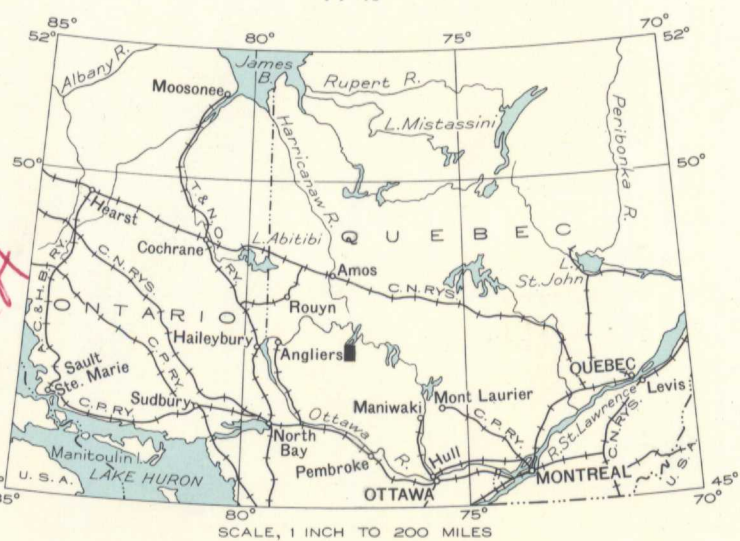 85°
80°
75°
70°
52°
52°
James
B.
Albany R.
Moosonee
Rupert R.
L. Mistassini
Peribonka R.
50°
50°
Harricanaw R.
Hearst
T. & N. O. RY.
Cochrane
L. Abitibi
QUEBEC
A. C. & H. B. RY.
C. N. RYS.
Amos
C. N. RYS.
L.
St. John
ONTARIO
Rouyn
C. P. RY.
Haileybury
Angliers
Sault
Ste. Marie
QUEBEC
Levis
Sudbury
C. P. RY.
Maniwaki
Mont Laurier
C. P. RY.
R. St. Lawrence
C. N. RYS.
Ottawa R.
North
Bay
Manitoulin I.
Pembroke
Hull
MONTREAL
U. S. A.
U. S. A.
LAKE HURON
OTTAWA
85°
80°
75°
70°
45°
SCALE, 1 INCH TO 200 MILES